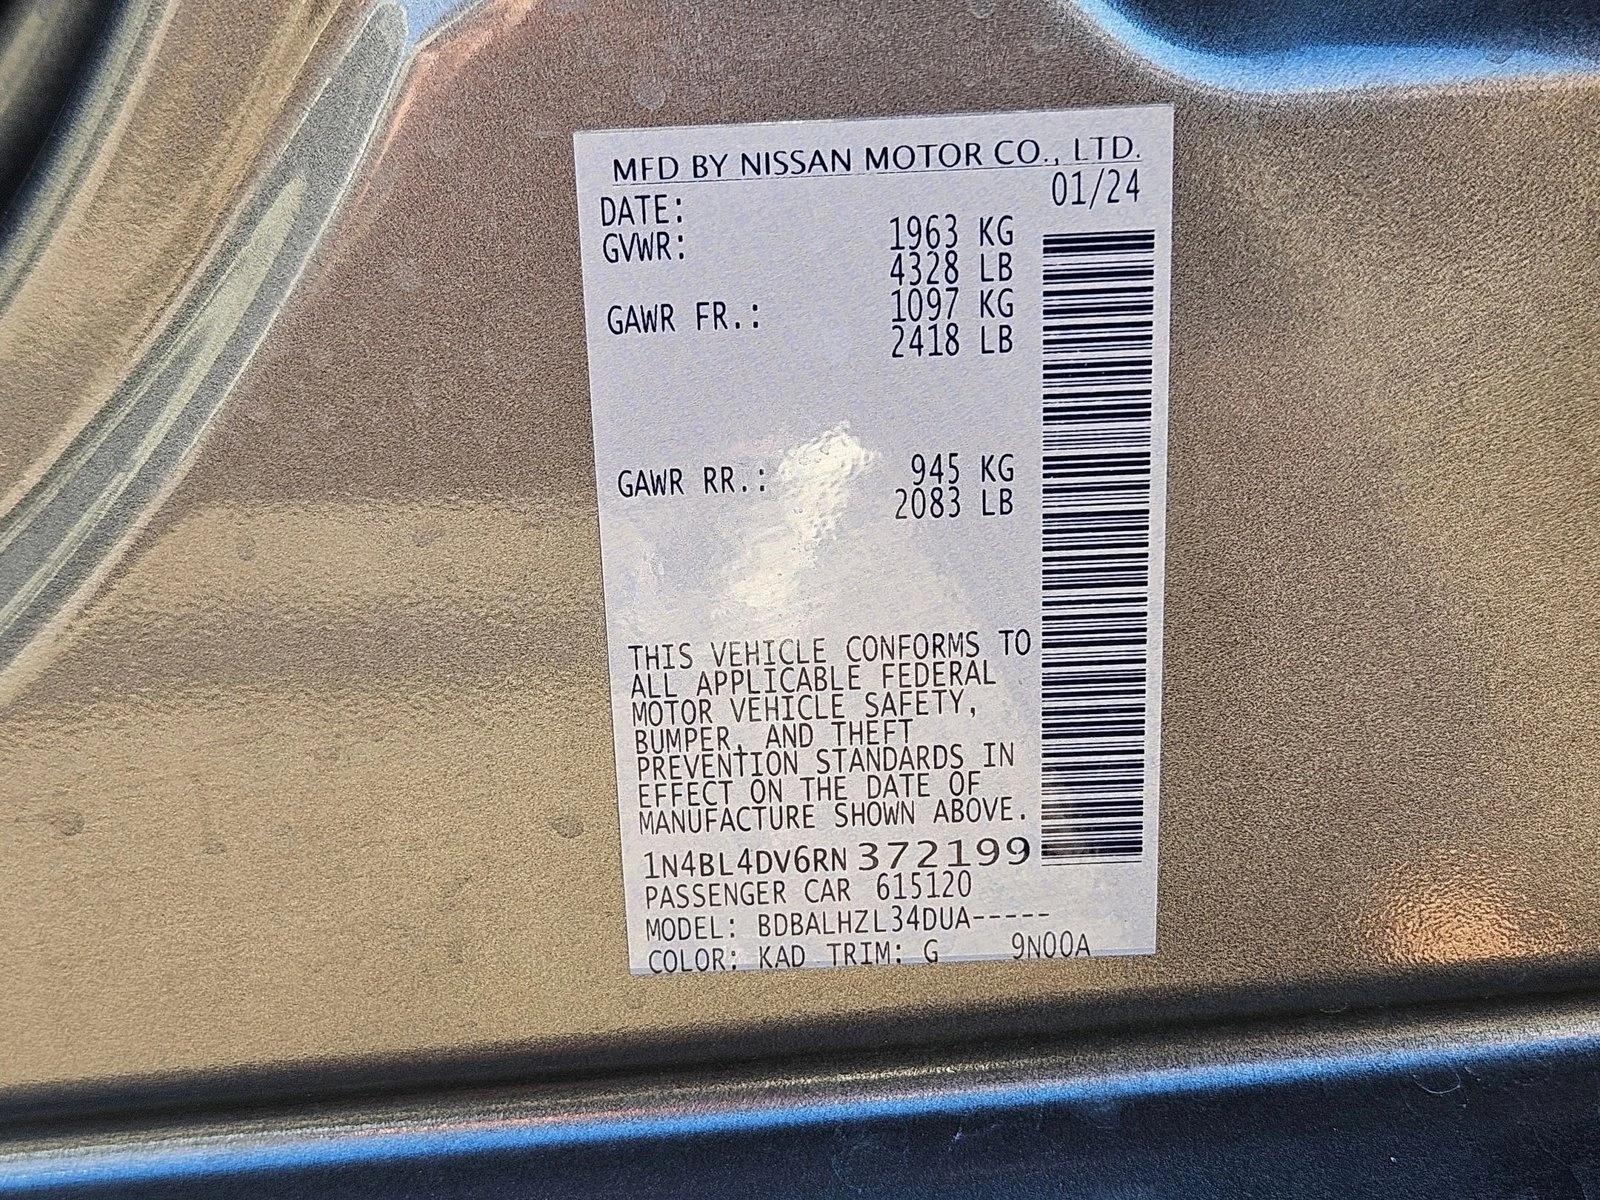 MFD BY NISSAN MOTOR CO., LTD.
DATE: 01/24
GVWR: 1963 KG
4328 LB
GAWR FR.: 1097 KG
2418 LB
GAWR RR.: 945 KG
2083 LB
THIS VEHICLE CONFORMS TO
ALL APPLICABLE FEDERAL
MOTOR VEHICLE SAFETY,
BUMPER, AND THEFT
PREVENTION STANDARDS IN
EFFECT ON THE DATE OF
MANUFACTURE SHOWN ABOVE.
1N4BL4DV6RN372199
PASSENGER CAR 615120
MODEL: BDBALHZL34DUA-----
COLOR: KAD TRIM: G 9N00A